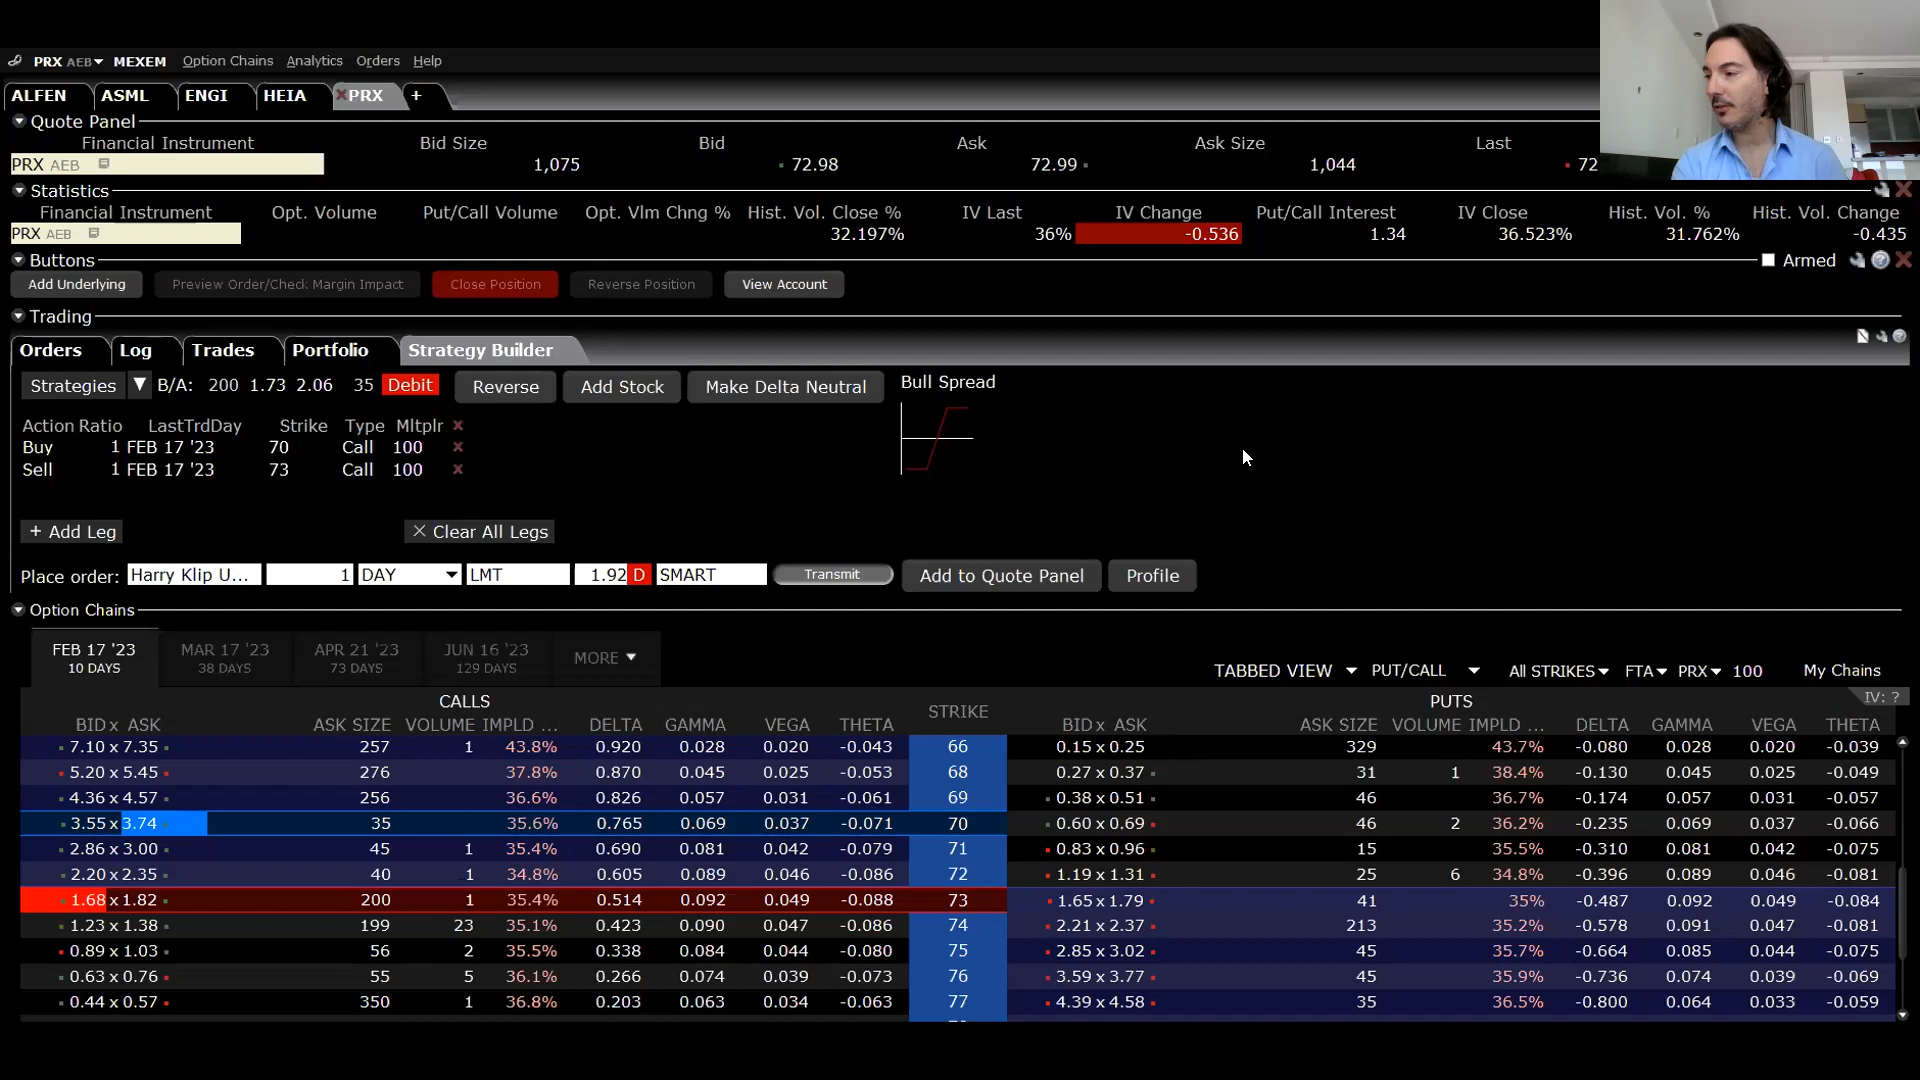 PRX AEB MEXEM Option Chains Analytics Orders Help
ALFEN ASML ENGI HEIA PRX +
Quote Panel
Financial Instrument Bid Size Bid Ask Ask Size Last
PRX AEB 1,075 72.98 72.99 1,044 72
Statistics
Financial Instrument Opt. Volume Put/Call Volume Opt. Vlm Chng % Hist. Vol. Close % IV Last IV Change Put/Call Interest IV Close Hist. Vol. % Hist. Vol. Change
PRX AEB 32.197% 36% -0.536 1.34 36.523% 31.762% -0.435
Buttons Armed
Add Underlying Preview Order/Check Margin Impact Close Position Reverse Position View Account
Trading
Orders Log Trades Portfolio Strategy Builder
Strategies B/A: 200 1.73 2.06 35 Debit Reverse Add Stock Make Delta Neutral Bull Spread
Action Ratio LastTrdDay Strike Type Mltplr
Buy 1 FEB 17 '23 70 Call 100
Sell 1 FEB 17 '23 73 Call 100
+ Add Leg Clear All Legs
Place order: Harry Klip U... 1 DAY LMT 1.92 D SMART Transmit Add to Quote Panel Profile
Option Chains
FEB 17 '23 MAR 17 '23 APR 21 '23 JUN 16 '23 MORE
10 DAYS 38 DAYS 73 DAYS 129 DAYS
TABBED VIEW PUT/CALL All STRIKES FTA PRX 100 My Chains
CALLS STRIKE PUTS IV: ?
BID x ASK ASK SIZE VOLUME IMPLD ... DELTA GAMMA VEGA THETA BID x ASK ASK SIZE VOLUME IMPLD ... DELTA GAMMA VEGA THETA
7.10 x 7.35 257 1 43.8% 0.920 0.028 0.020 -0.043 66 0.15 x 0.25 329 43.7% -0.080 0.028 0.020 -0.039
5.20 x 5.45 276 37.8% 0.870 0.045 0.025 -0.053 68 0.27 x 0.37 31 1 38.4% -0.130 0.045 0.025 -0.049
4.36 x 4.57 256 36.6% 0.826 0.057 0.031 -0.061 69 0.38 x 0.51 46 36.7% -0.174 0.057 0.031 -0.057
3.55 x 3.74 35 35.6% 0.765 0.069 0.037 -0.071 70 0.60 x 0.69 46 2 36.2% -0.235 0.069 0.037 -0.066
2.86 x 3.00 45 1 35.4% 0.690 0.081 0.042 -0.079 71 0.83 x 0.96 15 35.5% -0.310 0.081 0.042 -0.075
2.20 x 2.35 40 1 34.8% 0.605 0.089 0.046 -0.086 72 1.19 x 1.31 25 6 34.8% -0.396 0.089 0.046 -0.081
1.68 x 1.82 200 1 35.4% 0.514 0.092 0.049 -0.088 73 1.65 x 1.79 41 35% -0.487 0.092 0.049 -0.084
1.23 x 1.38 199 23 35.1% 0.423 0.090 0.047 -0.086 74 2.21 x 2.37 213 35.2% -0.578 0.091 0.047 -0.081
0.89 x 1.03 56 2 35.5% 0.338 0.084 0.044 -0.080 75 2.85 x 3.02 45 35.7% -0.664 0.085 0.044 -0.075
0.63 x 0.76 55 5 36.1% 0.266 0.074 0.039 -0.073 76 3.59 x 3.77 45 35.9% -0.736 0.074 0.039 -0.069
0.44 x 0.57 350 1 36.8% 0.203 0.063 0.034 -0.063 77 4.39 x 4.58 35 36.5% -0.800 0.064 0.033 -0.059